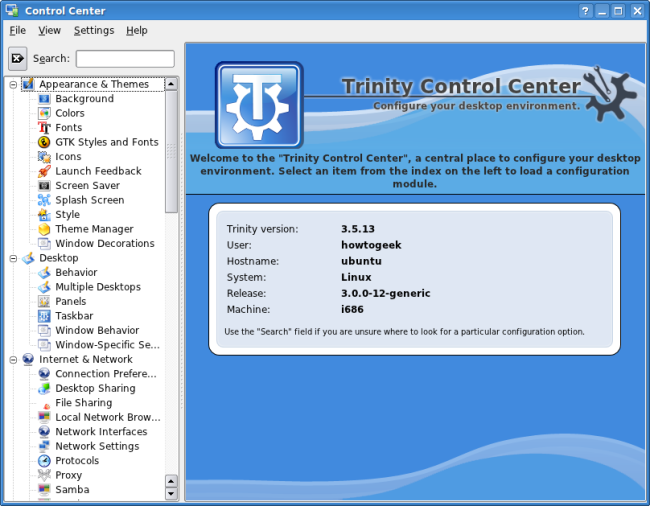 Control Center
File View Settings Help
Search:
Appearance & Themes
Background
Colors
Fonts
GTK Styles and Fonts
Icons
Launch Feedback
Screen Saver
Splash Screen
Style
Theme Manager
Window Decorations
Desktop
Behavior
Multiple Desktops
Panels
Taskbar
Window Behavior
Window-Specific Se...
Internet & Network
Connection Prefere...
Desktop Sharing
File Sharing
Local Network Brow...
Network Interfaces
Network Settings
Protocols
Proxy
Samba
Trinity Control Center
Configure your desktop environment.
Welcome to the "Trinity Control Center", a central place to configure your desktop
environment. Select an item from the index on the left to load a configuration
module.
Trinity version: 3.5.13
User: howtogeek
Hostname: ubuntu
System: Linux
Release: 3.0.0-12-generic
Machine: i686
Use the "Search" field if you are unsure where to look for a particular configuration option.